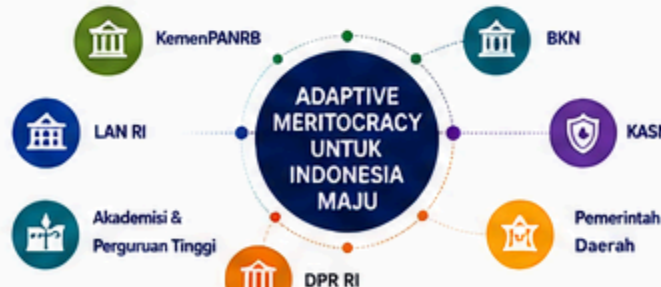 KemenPANRB
BKN
LAN RI
ADAPTIVE
MERITOCRACY
UNTUK
INDONESIA
MAJU
Akademisi &
Perguruan Tinggi
Pemerintah
Daerah
DPR RI